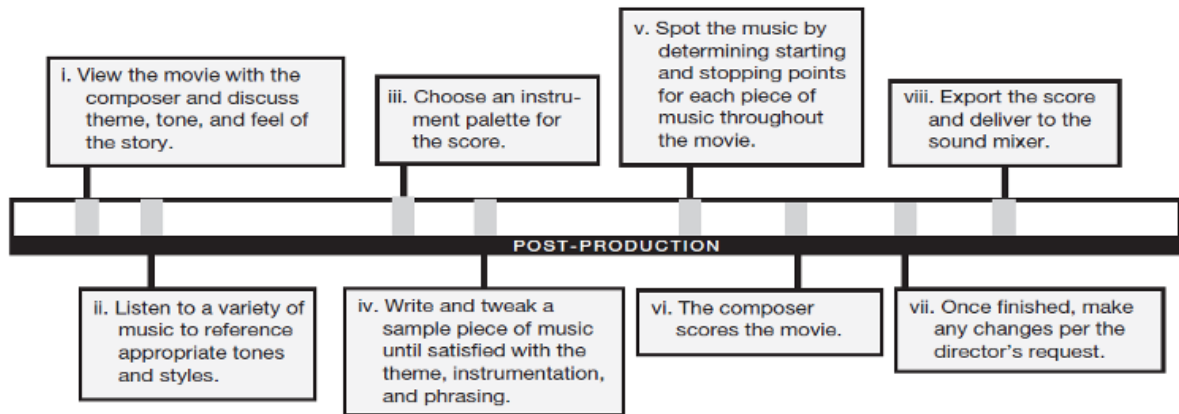 i. View the movie with the
composer and discuss
theme, tone, and feel of
the story.
ii. Listen to a variety of
music to reference
appropriate tones
and styles.
iii. Choose an instru-
ment palette for
the score.
iv. Write and tweak a
sample piece of music
until satisfied with the
theme, instrumentation,
and phrasing.
v. Spot the music by
determining starting
and stopping points
for each piece of
music throughout
the movie.
vi. The composer
scores the movie.
vii. Once finished, make
any changes per the
director's request.
viii. Export the score
and deliver to the
sound mixer.
POST-PRODUCTION